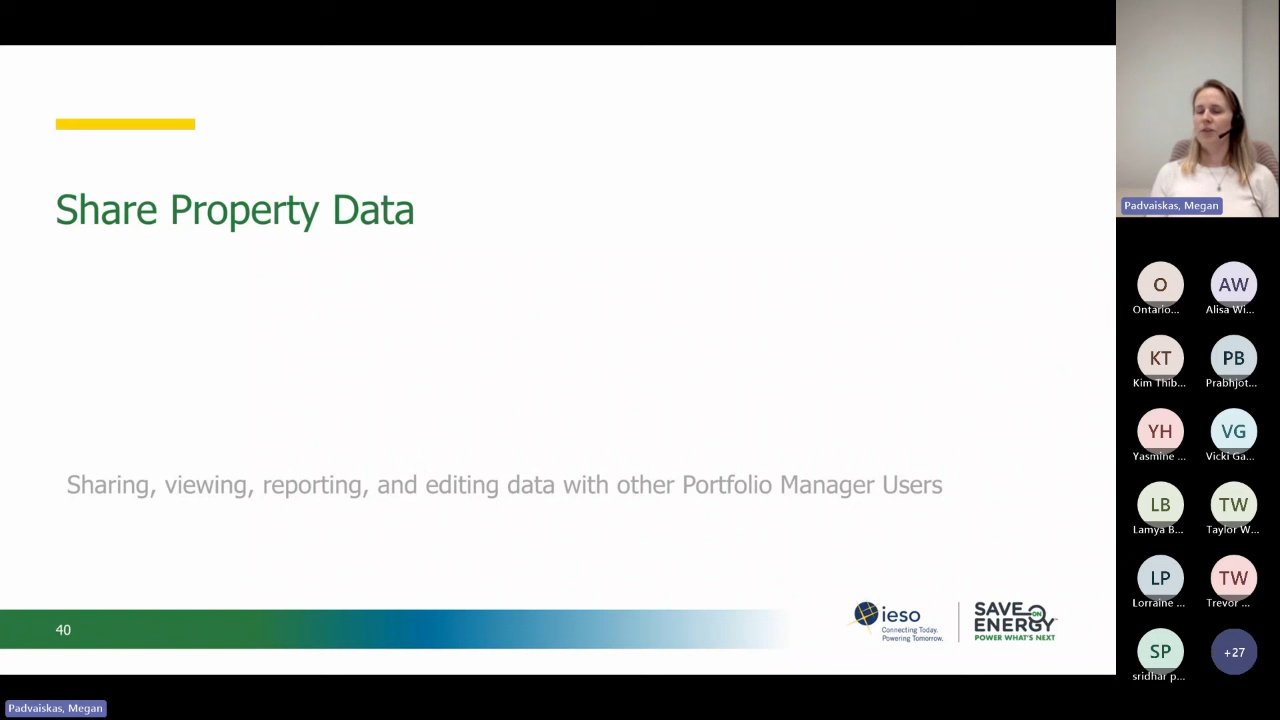 Share Property Data
Sharing, viewing, reporting, and editing data with other Portfolio Manager Users
40
ieso
Connecting Today.
Powering Tomorrow.
SAVE ON
ENERGY
POWER WHAT'S NEXT
Padvaiskas, Megan
O
AW
Ontario...
Alisa Wi...
KT
PB
Kim Thib...
Prabhjot...
YH
VG
Yasmine ...
Vicki Ga...
LB
TW
Lamya B...
Taylor W...
LP
TW
Lorraine ...
Trevor ...
SP
+27
sridhar p...
Padvaiskas, Megan